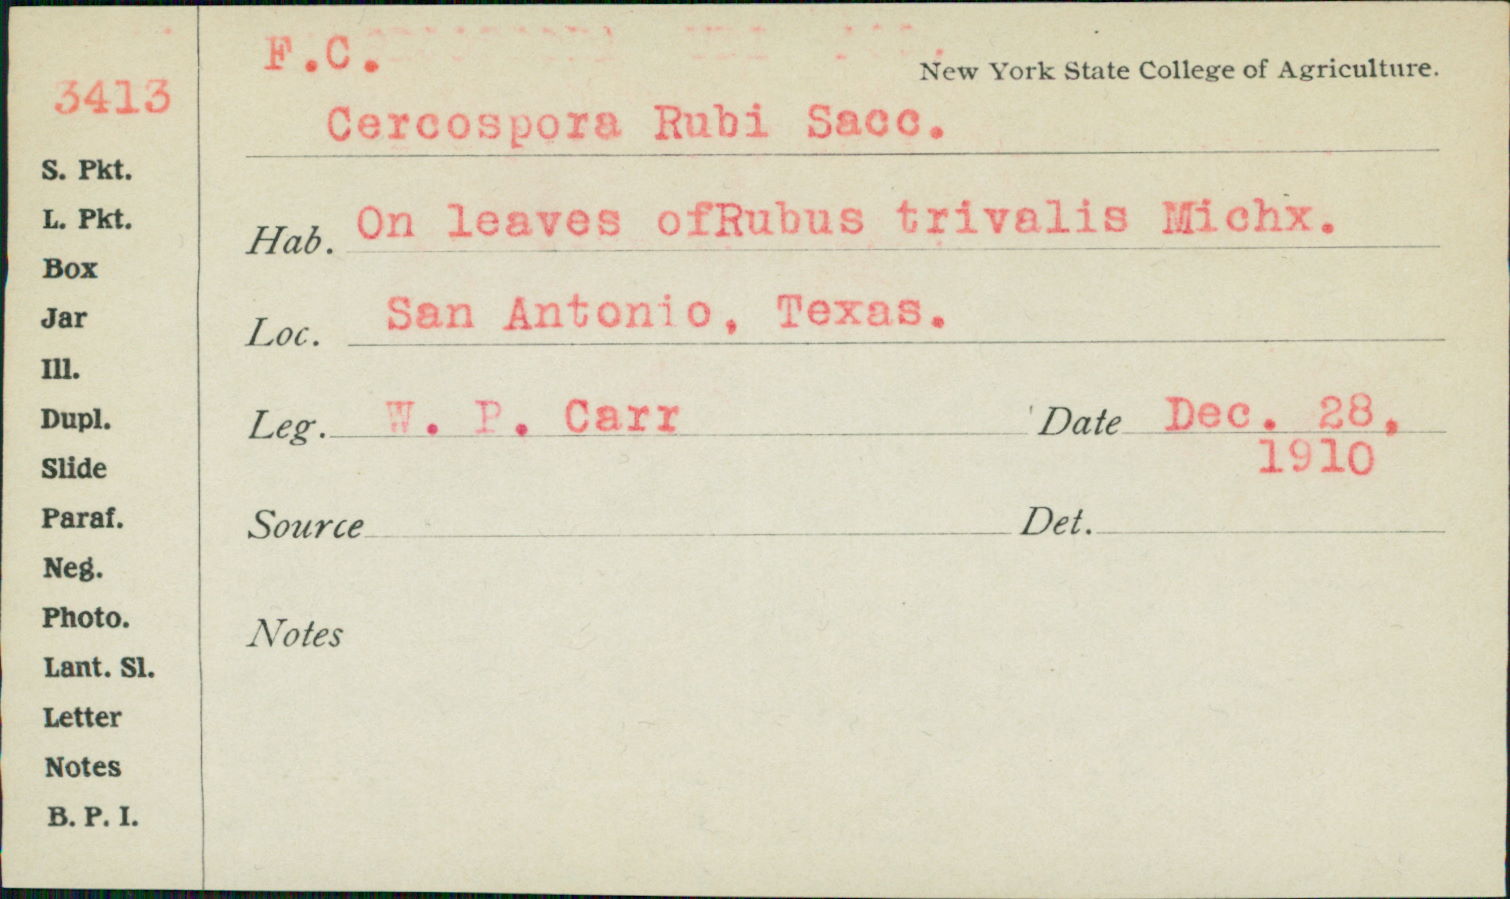 F.C.
New York State College of Agriculture.
3413
Cercospora Rubi Sacc.
S. Pkt.
L. Pkt.
Hab. On leaves ofRubus trivalis Michx.
Box
Jar
Loc. San Antonio, Texas.
Ill.
Dupl.
Leg. W. P. Carr Date Dec. 28,
1910
Slide
Paraf.
Source Det.
Neg.
Photo.
Notes
Lant. Sl.
Letter
Notes
B. P. I.